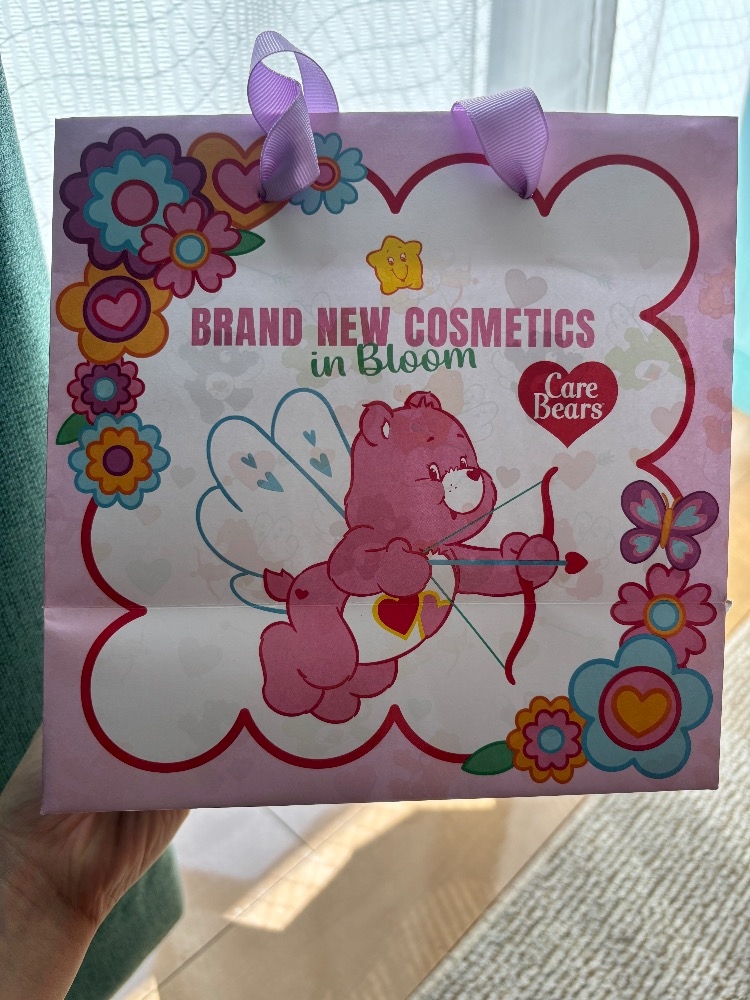 BRAND NEW COSMETICS
in Bloom
Care
Bears